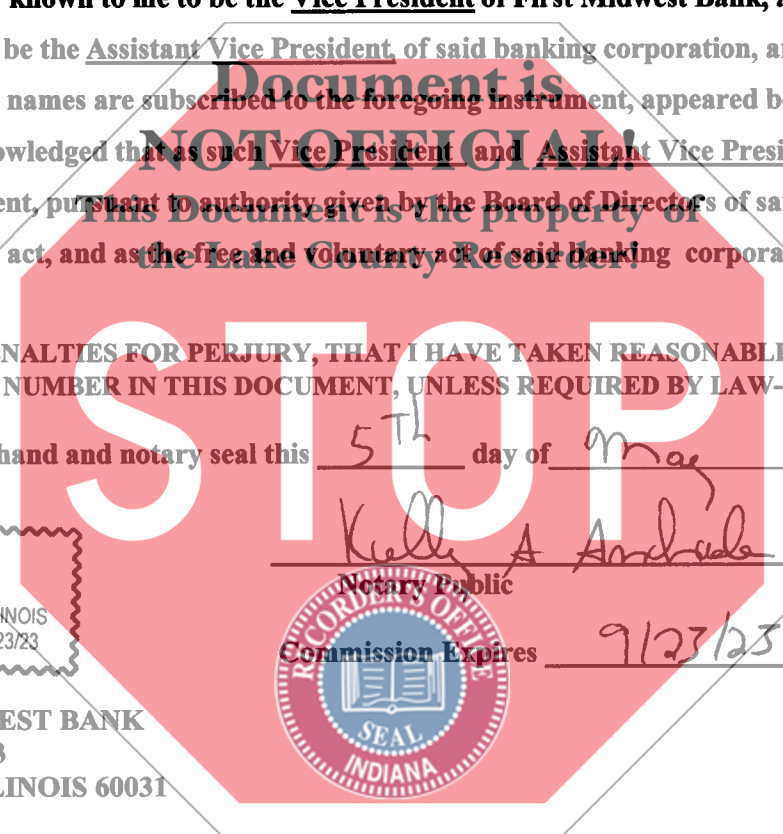 known to me to be the Vice President of First Midwest Bank, a
be the Assistant Vice President, of said banking corporation, a
Document is
names are subscribed to the foregoing instrument, appeared b
NOT OFFICIAL!
owledged that as such Vice President and Assistant Vice Presi
This Document is the property of
ent, pursuant to authority given by the Board of Directors of sa
the Lake County Recorder!
act, and as the free and voluntary act of said banking corpora
STOP
NALTIES FOR PERJURY, THAT I HAVE TAKEN REASONABLE
NUMBER IN THIS DOCUMENT, UNLESS REQUIRED BY LAW-
hand and notary seal this 5Th day of May
Kelly A Andrade
Notary Public
INOIS
23/23
Commission Expires 9/23/23
RECORDER'S OFFICE
SEAL
INDIANA
EST BANK
3
LINOIS 60031